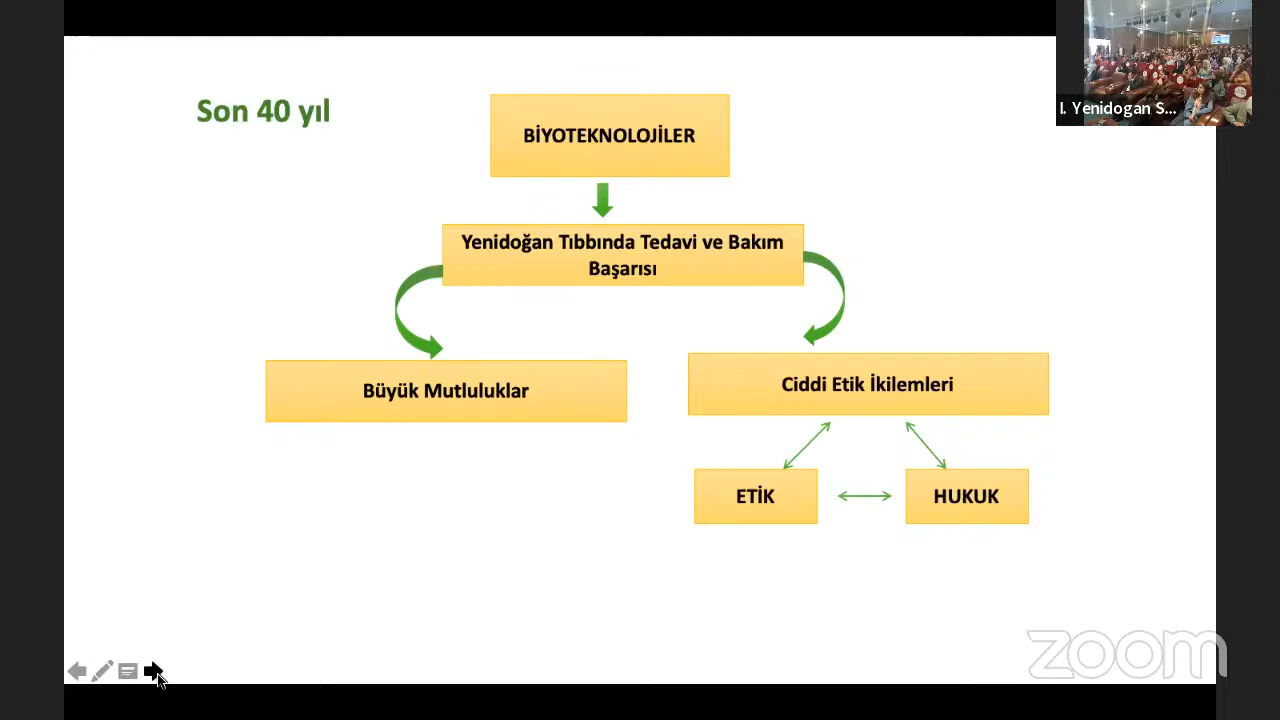 I. Yenidogan S...
Son 40 yıl
BİYOTEKNOLOJİLER
Yenidoğan Tıbbında Tedavi ve Bakım
Başarısı
Büyük Mutluluklar
Ciddi Etik İkilemleri
ETİK
HUKUK
zoom